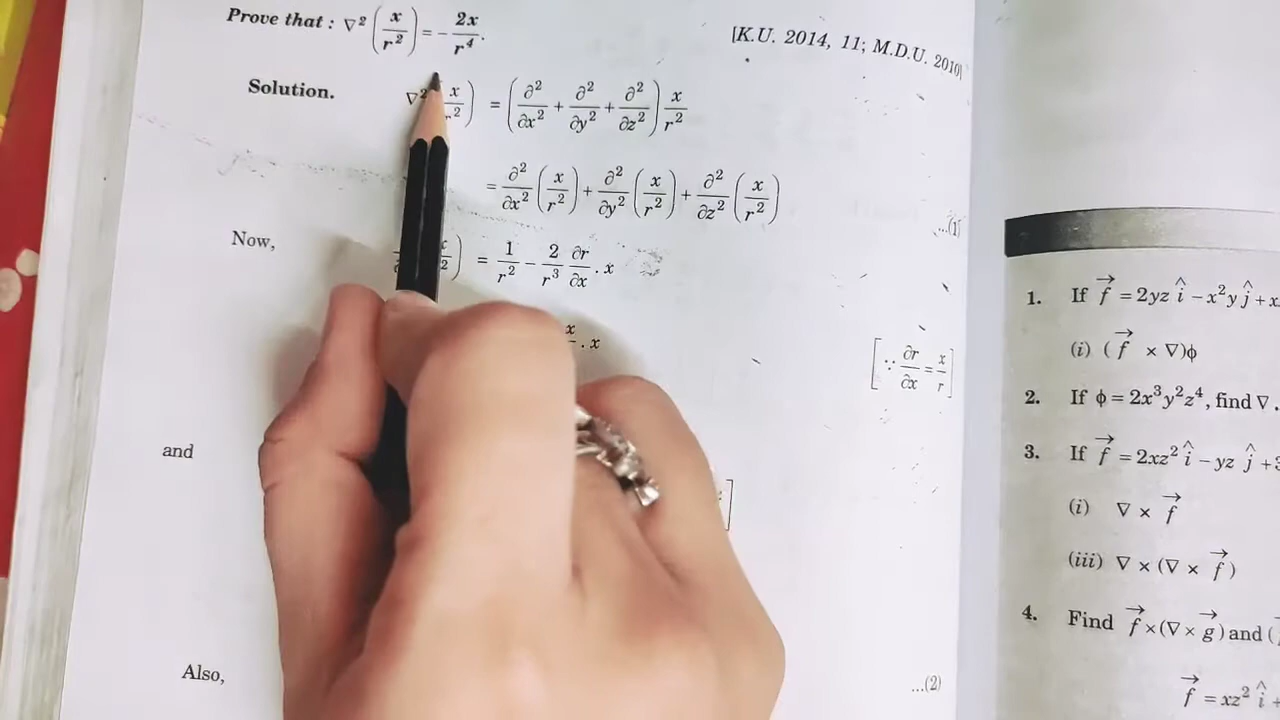 Prove that : ∇² (x/r²) = − 2x/r⁴.
[K.U. 2014, 11; M.D.U. 2010]
Solution. ∇² (x/r²) = (∂²/∂x² + ∂²/∂y² + ∂²/∂z²) x/r²
= ∂²/∂x² (x/r²) + ∂²/∂y² (x/r²) + ∂²/∂z² (x/r²)
...(1)
Now, = 1/r² − 2/r³ ∂r/∂x . x
x . x
[∵ ∂r/∂x = x/r]
and
Also,
...(2)
1. If f⃗ = 2yz î − x²y ĵ + x
(i) (f⃗ × ∇)ϕ
2. If ϕ = 2x³y²z⁴, find ∇ .
3. If f⃗ = 2xz² î − yz ĵ + 3
(i) ∇ × f⃗
(iii) ∇ × (∇ × f⃗)
4. Find f⃗ × (∇ × g⃗) and (
f⃗ = xz² î +